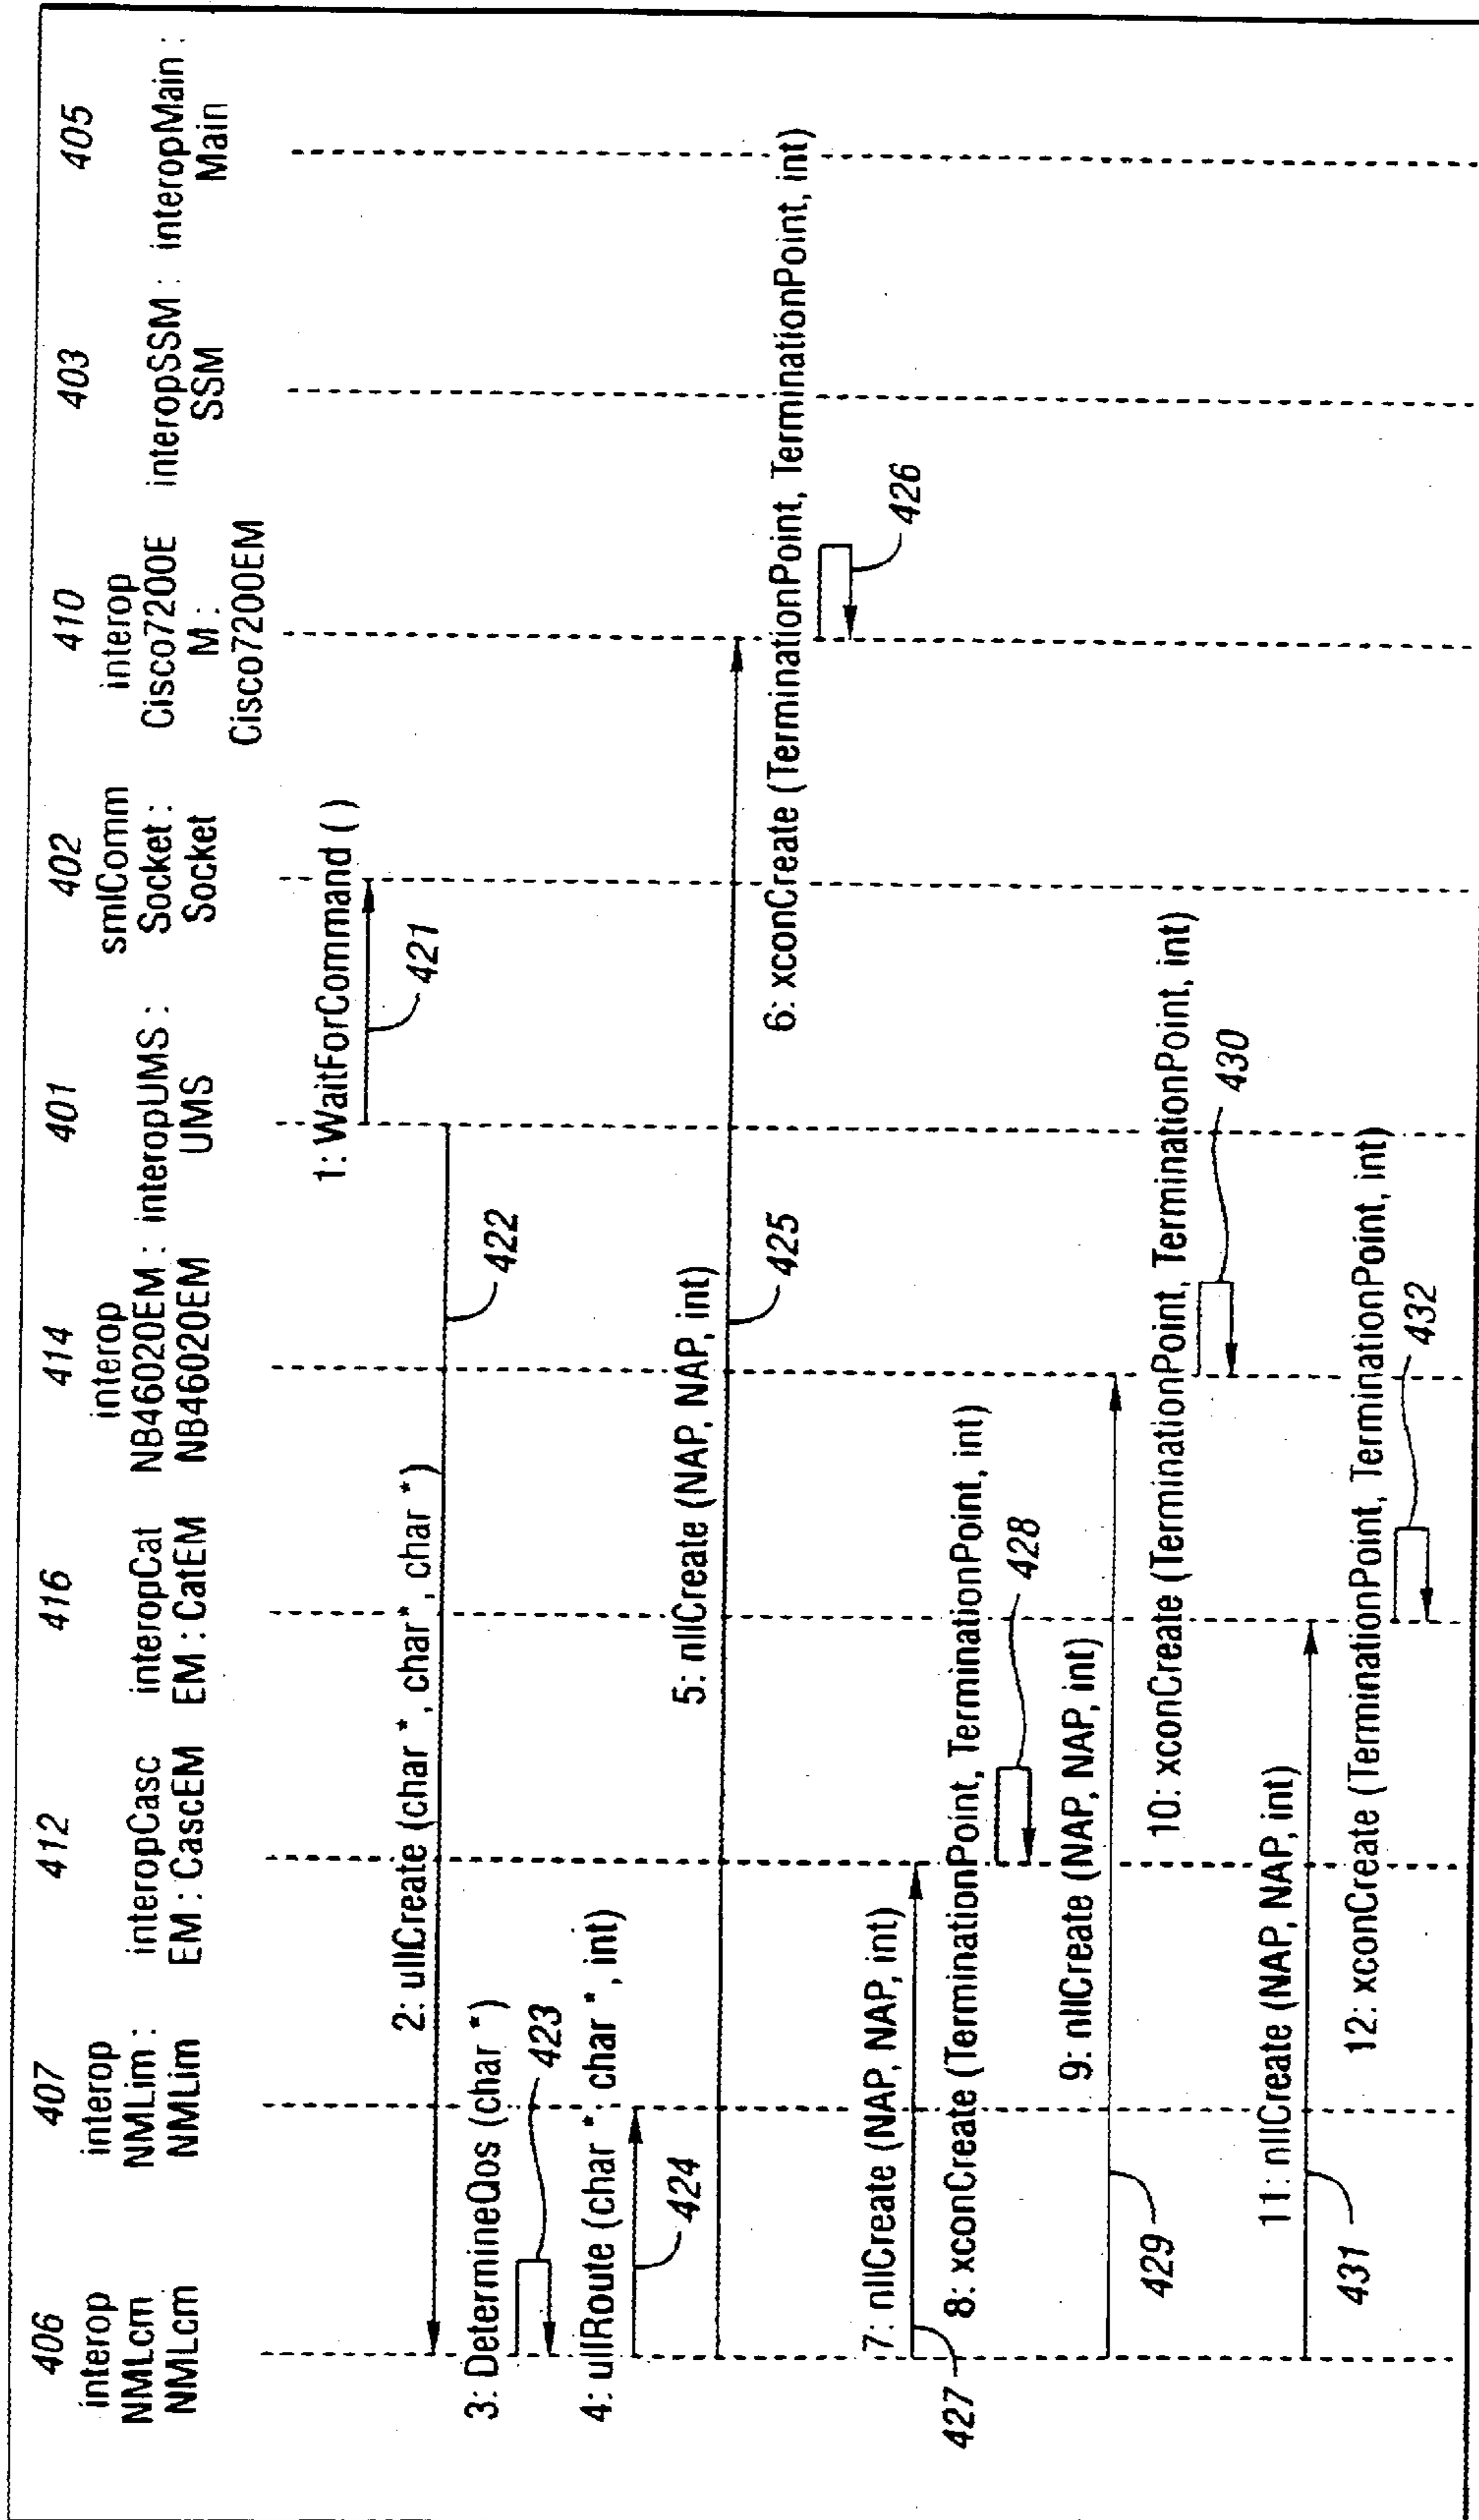 406
interop
NMLcm
NMLcm
407
interop
NMLim :
NMLim
412
interopCasc
EM : CascEM
416
interopCat
EM : CatEM
414
interop
NB46020EM :
NB46020EM
401
interopUMS :
UMS
402
smlComm
Socket :
Socket
410
interop
Cisco7200E
M :
Cisco7200EM
403
interopSSM :
SSM
405
interopMain :
Main
1: WaitForCommand ( )
421
2: ullCreate (char *, char *, char *, char *)
422
3: DetermineQos (char *)
423
4: ullRoute (char *, char *, int)
424
5: nllCreate (NAP, NAP, int)
425
6: xconCreate (TerminationPoint, TerminationPoint, int)
426
7: nllCreate (NAP, NAP, int)
427
8: xconCreate (TerminationPoint, TerminationPoint, int)
428
9: nllCreate (NAP, NAP, int)
429
10: xconCreate (TerminationPoint, TerminationPoint, int)
430
11: nllCreate (NAP, NAP, int)
431
12: xconCreate (TerminationPoint, TerminationPoint, int)
432